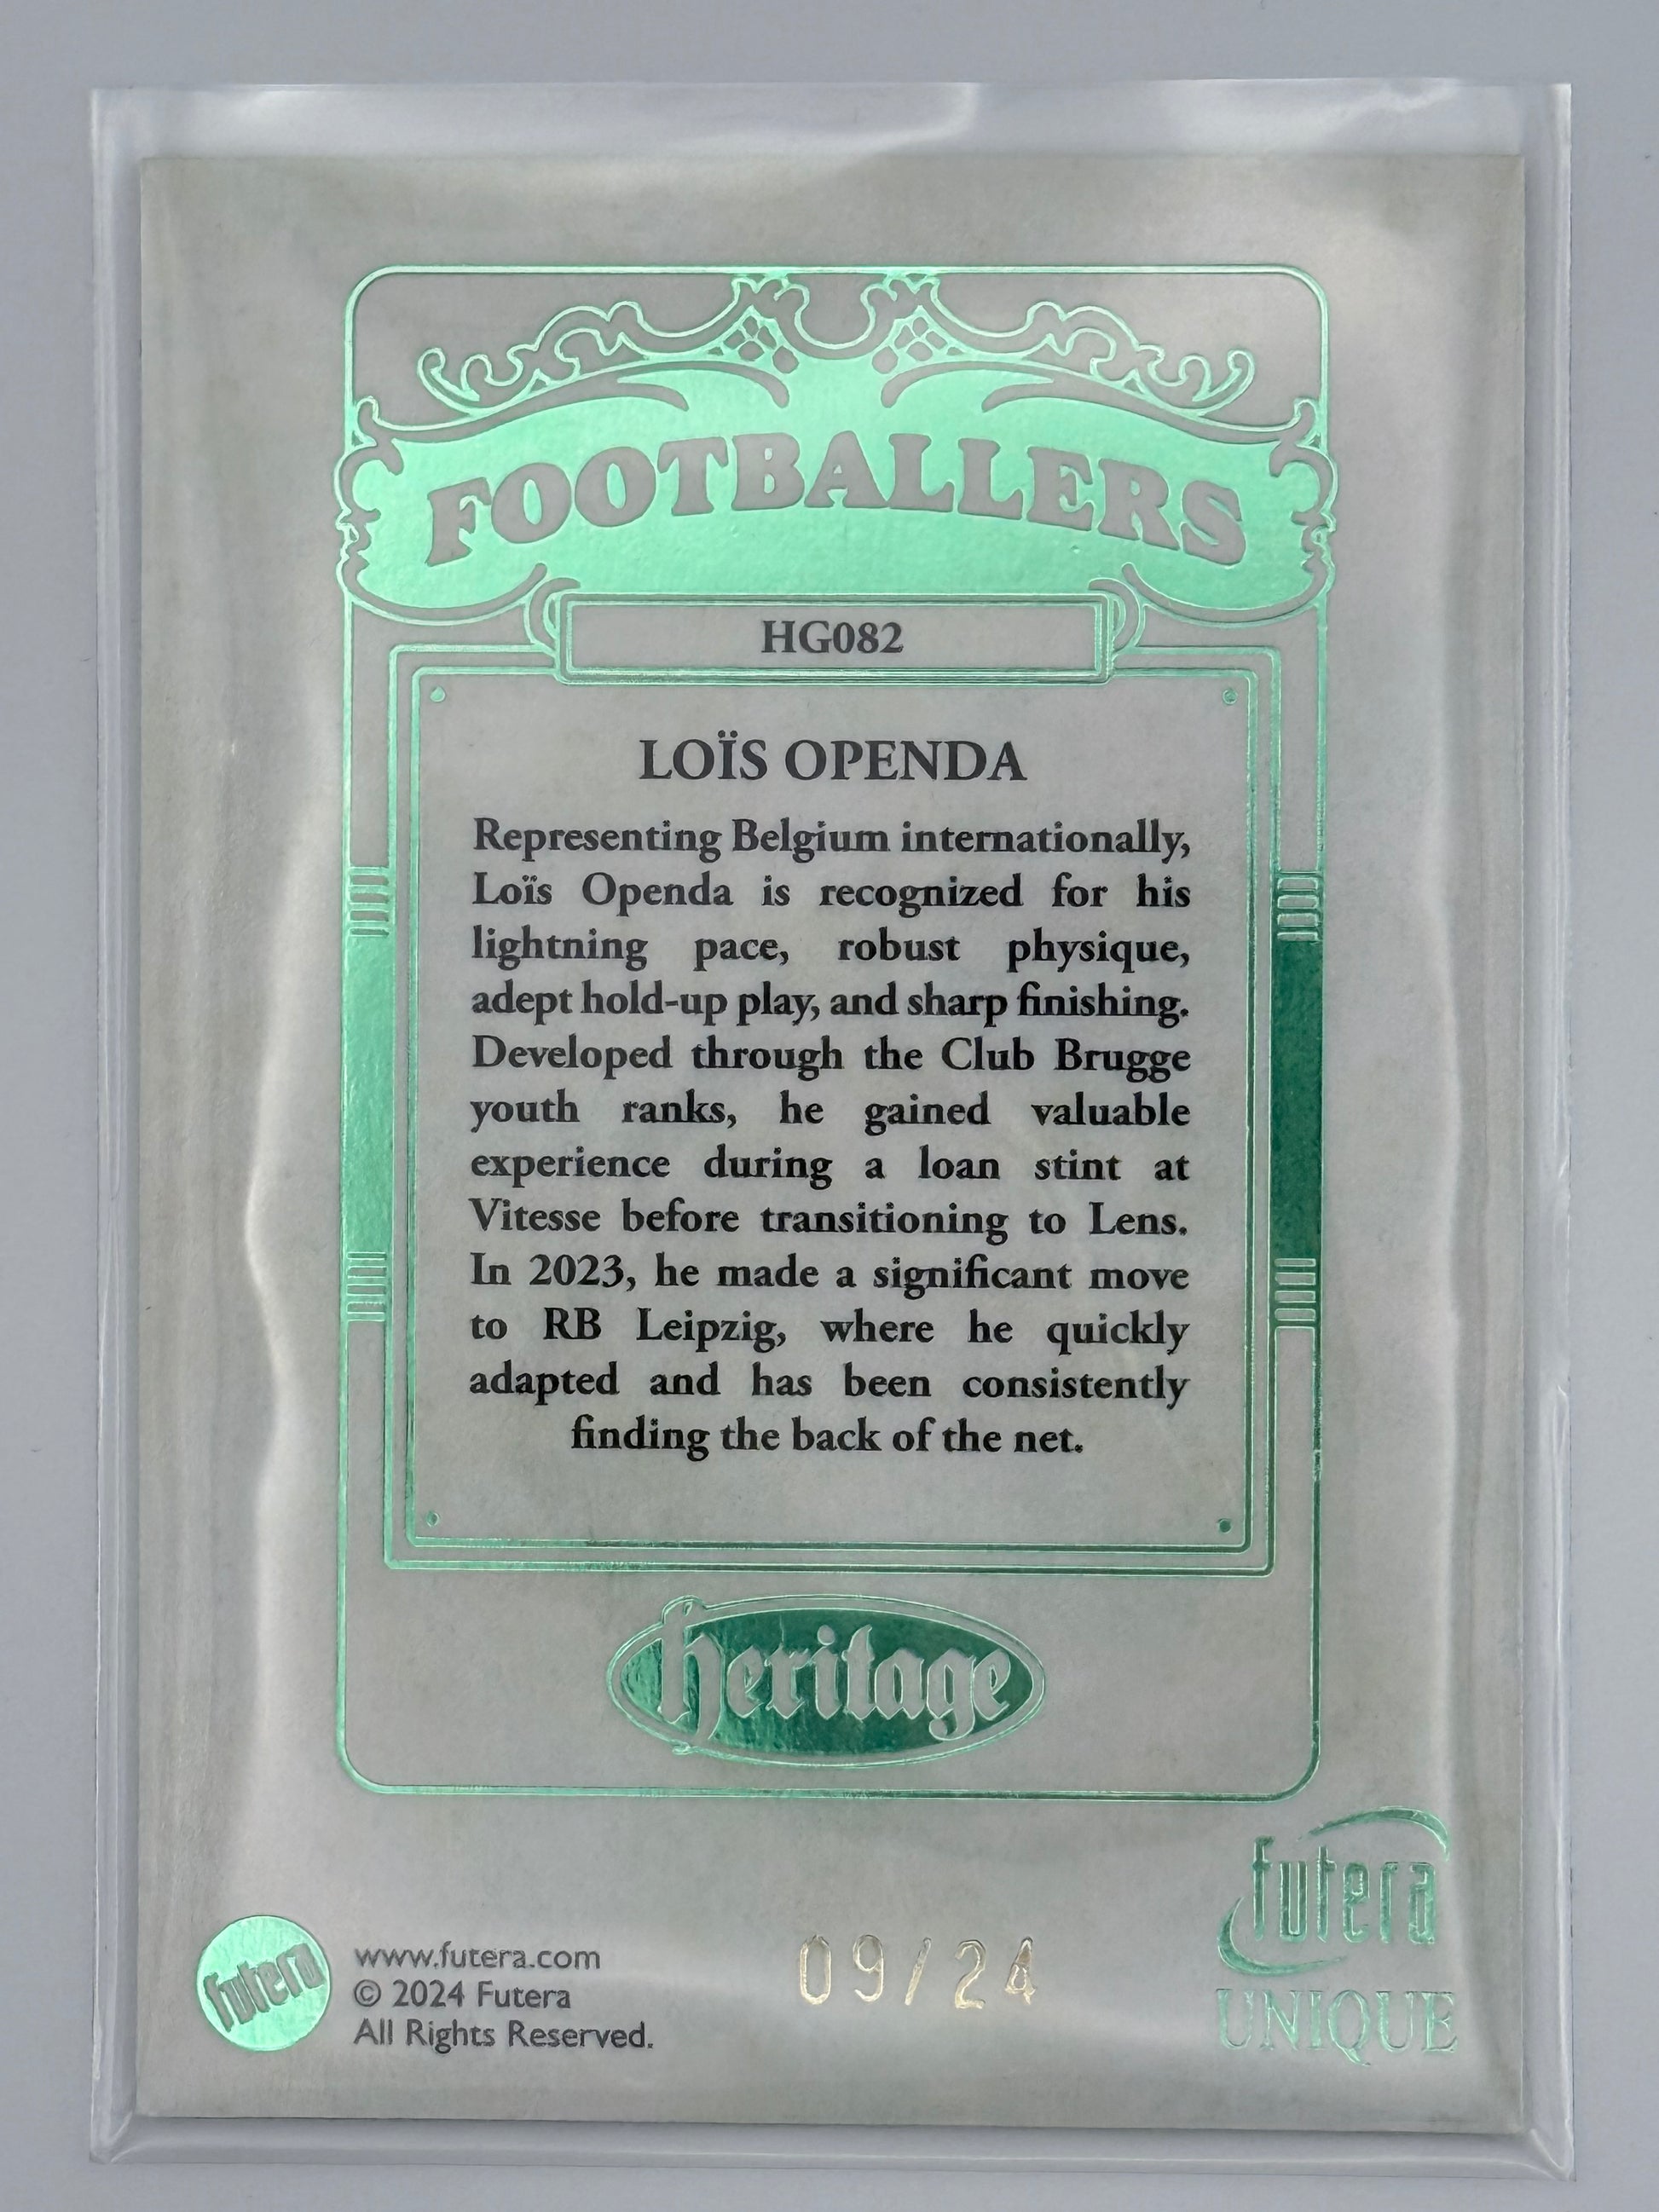 FOOTBALLERS
HG082
LOÏS OPENDA
Representing Belgium internationally,
Loïs Openda is recognized for his
lightning pace, robust physique,
adept hold-up play, and sharp finishing.
Developed through the Club Brugge
youth ranks, he gained valuable
experience during a loan stint at
Vitesse before transitioning to Lens.
In 2023, he made a significant move
to RB Leipzig, where he quickly
adapted and has been consistently
finding the back of the net.
heritage
futera
www.futera.com
© 2024 Futera
All Rights Reserved.
09/24
futera
UNIQUE